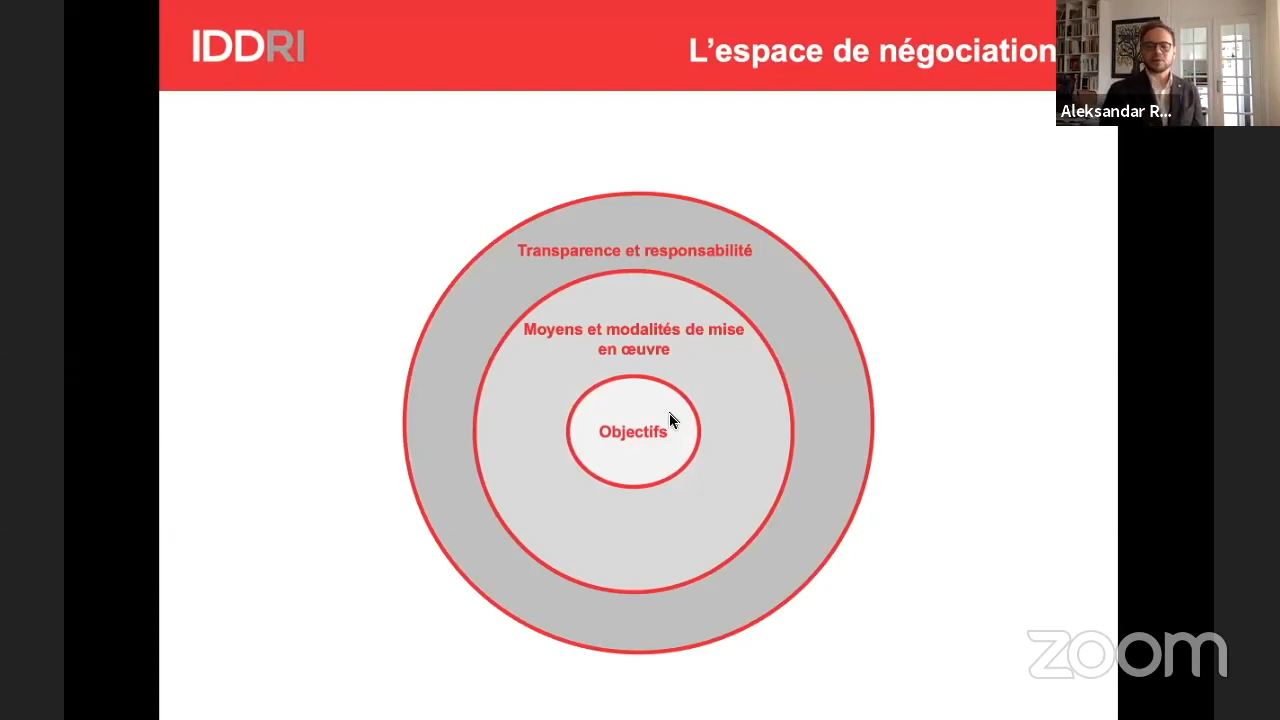 IDDRI
L’espace de négociation
Aleksandar R...
Transparence et responsabilité
Moyens et modalités de mise
en œuvre
Objectifs
zoom